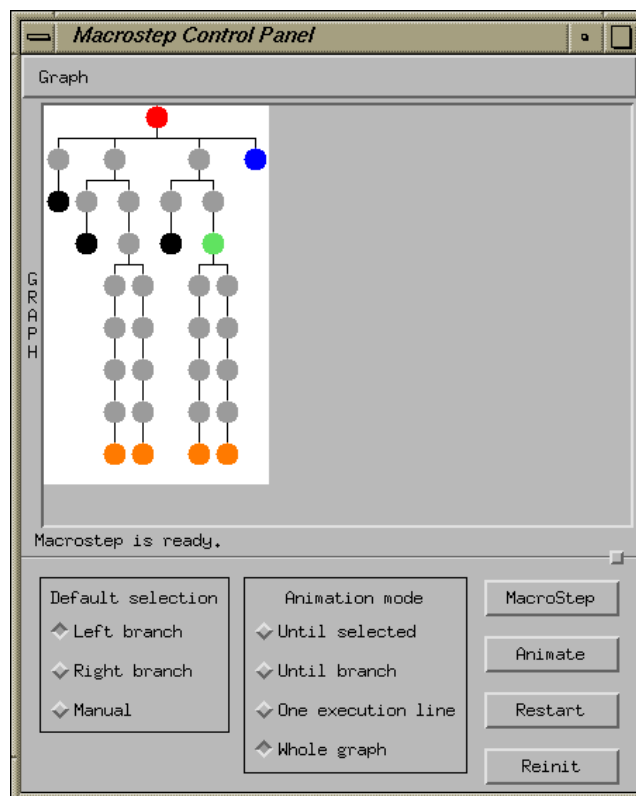 Macrostep Control Panel
Graph
GRAPH
Macrostep is ready.
Default selection
Left branch
Right branch
Manual
Animation mode
Until selected
Until branch
One execution line
Whole graph
MacroStep
Animate
Restart
Reinit